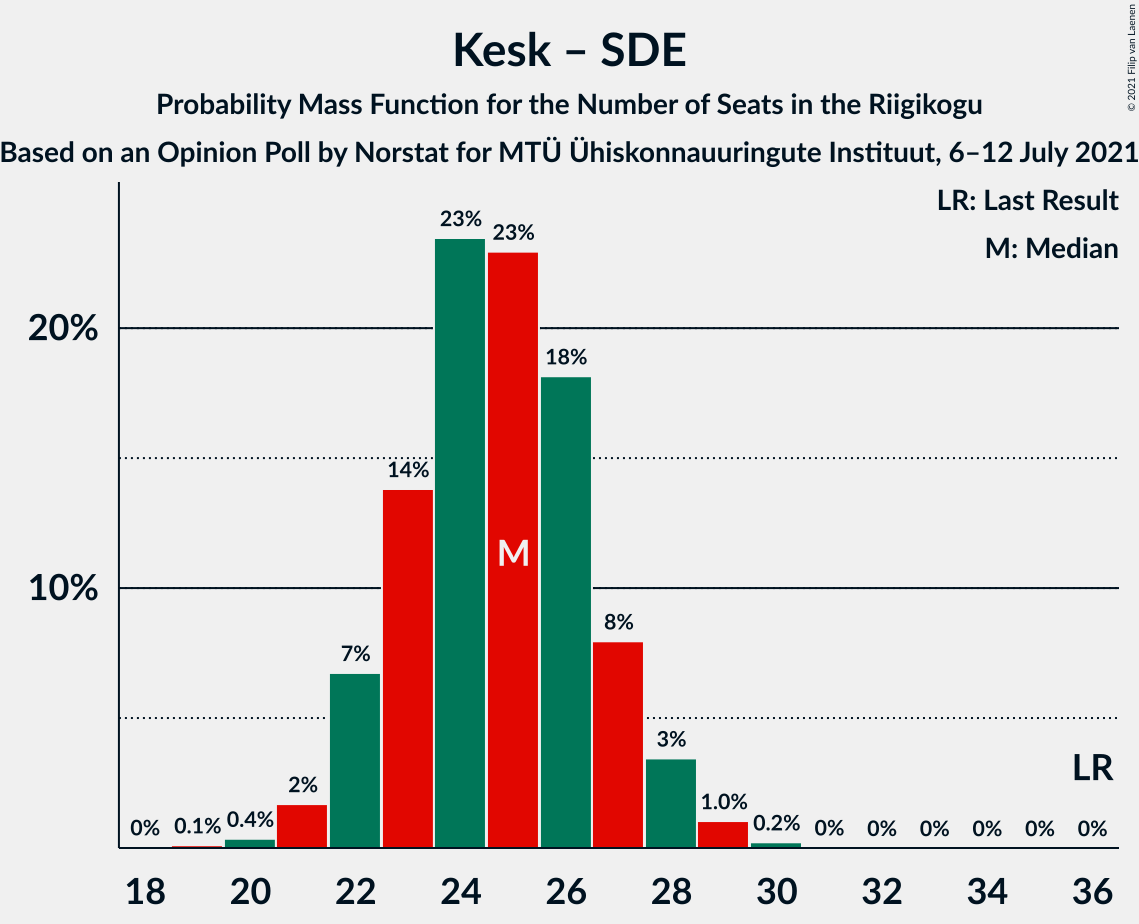 Kesk – SDE
Probability Mass Function for the Number of Seats in the Riigikogu
Based on an Opinion Poll by Norstat for MTÜ Ühiskonnauuringute Instituut, 6–12 July 2021
© 2021 Filip van Laenen
LR: Last Result
M: Median
20%
10%
0% 0.1% 0.4% 2% 7% 14% 23% 23% 18% 8% 3% 1.0% 0.2% 0% 0% 0% 0% 0% 0%
M
LR
18 20 22 24 26 28 30 32 34 36